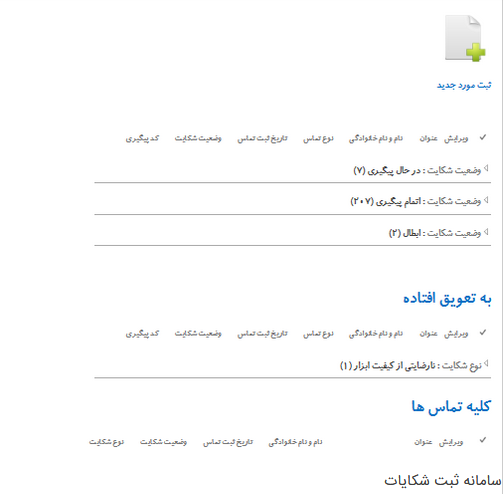 ثبت مورد جدید
ویرایش عنوان نام و نام خانوادگی نوع تماس تاریخ ثبت تماس وضعیت شکایت کد پیگیری
وضعیت شکایت : در حال پیگیری (۷)
وضعیت شکایت : اتمام پیگیری (۲۰۷)
وضعیت شکایت : ابطال (۲)
به تعویق افتاده
ویرایش عنوان نام و نام خانوادگی نوع تماس تاریخ ثبت تماس وضعیت شکایت کد پیگیری
نوع شکایت : نارضایتی از کیفیت ابزار (۱)
کلیه تماس ها
ویرایش عنوان نام و نام خانوادگی تاریخ ثبت تماس وضعیت شکایت نوع شکایت
سامانه ثبت شکایات